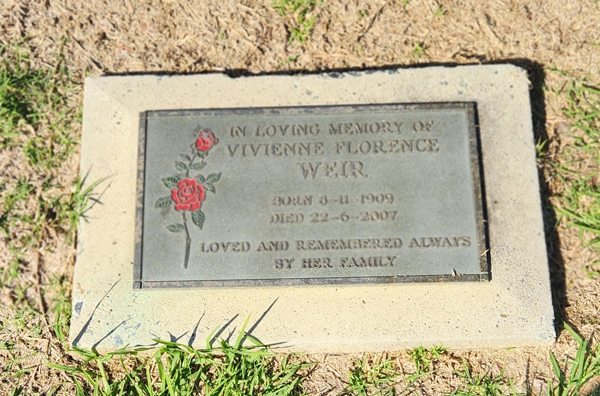 IN LOVING MEMORY OF
VIVIENNE FLORENCE
WEIR
BORN 8-11-1909
DIED 22-6-2007
LOVED AND REMEMBERED ALWAYS
BY HER FAMILY